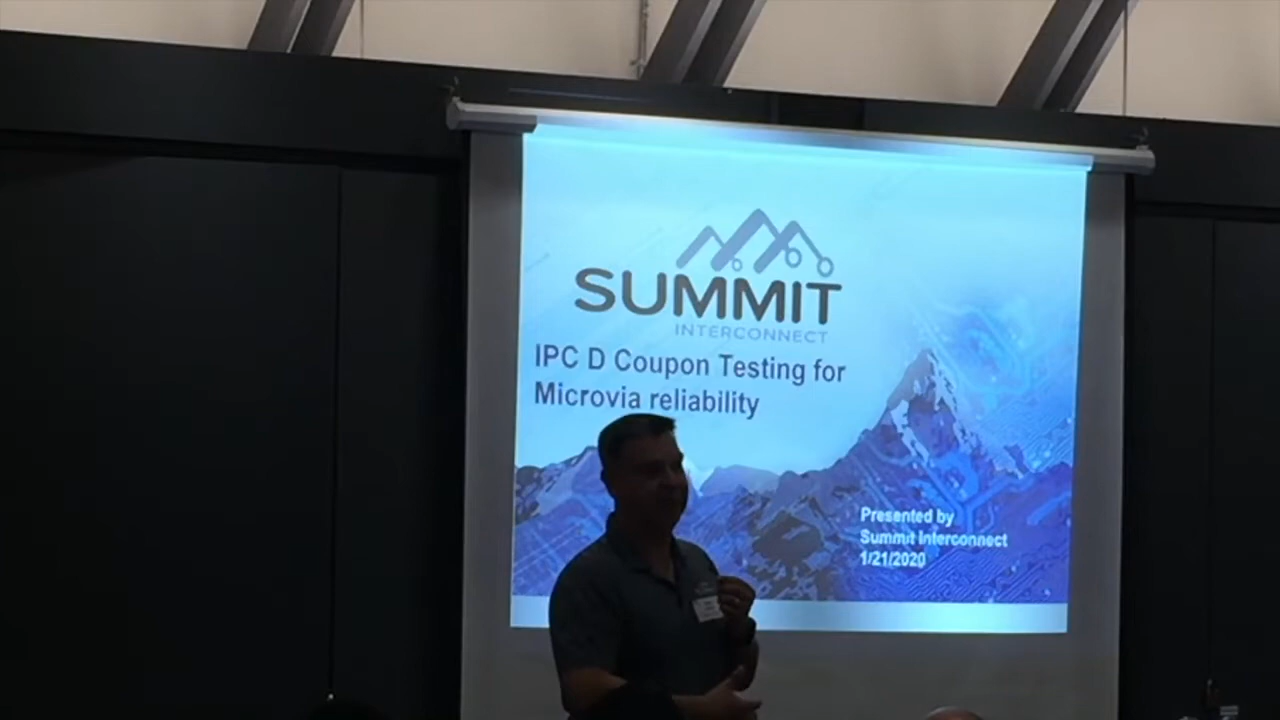 SUMMIT
INTERCONNECT
IPC D Coupon Testing for
Microvia reliability
Presented by
Summit Interconnect
1/21/2020